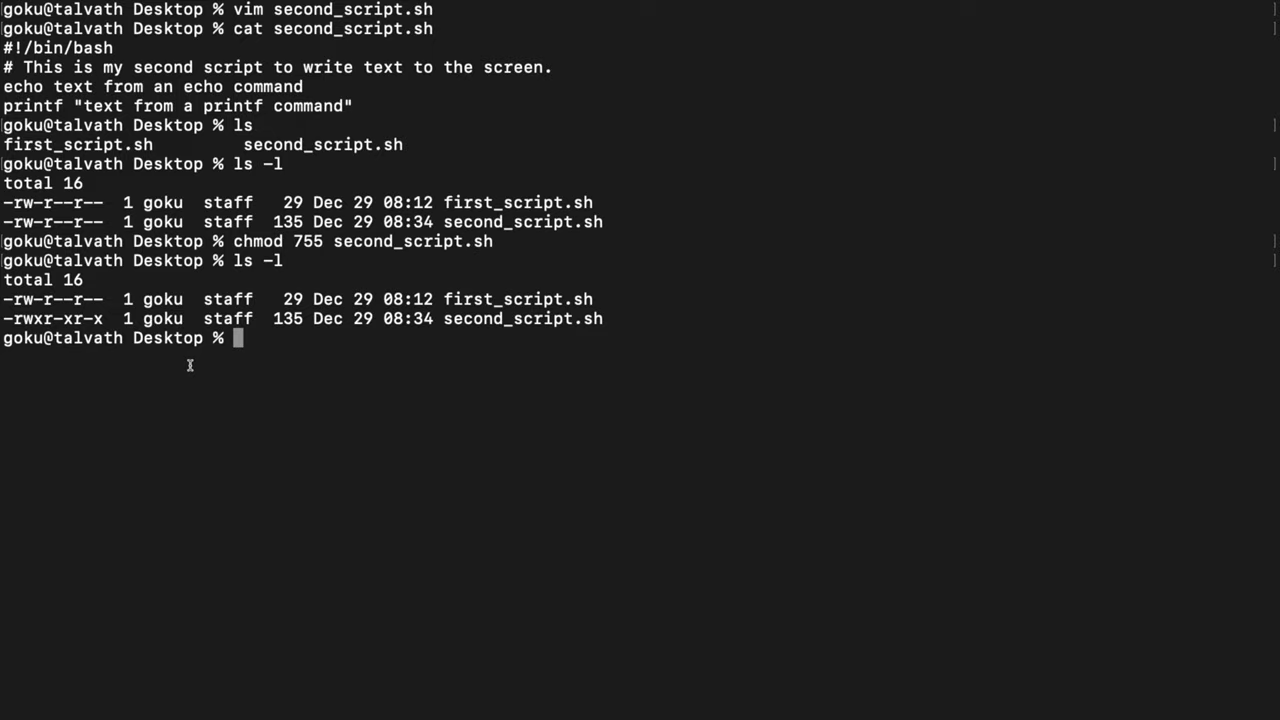 goku@talvath Desktop % vim second_script.sh
goku@talvath Desktop % cat second_script.sh
#!/bin/bash
# This is my second script to write text to the screen.
echo text from an echo command
printf "text from a printf command"
goku@talvath Desktop % ls
first_script.sh         second_script.sh
goku@talvath Desktop % ls -l
total 16
-rw-r--r--  1 goku  staff   29 Dec 29 08:12 first_script.sh
-rw-r--r--  1 goku  staff  135 Dec 29 08:34 second_script.sh
goku@talvath Desktop % chmod 755 second_script.sh
goku@talvath Desktop % ls -l
total 16
-rw-r--r--  1 goku  staff   29 Dec 29 08:12 first_script.sh
-rwxr-xr-x  1 goku  staff  135 Dec 29 08:34 second_script.sh
goku@talvath Desktop %